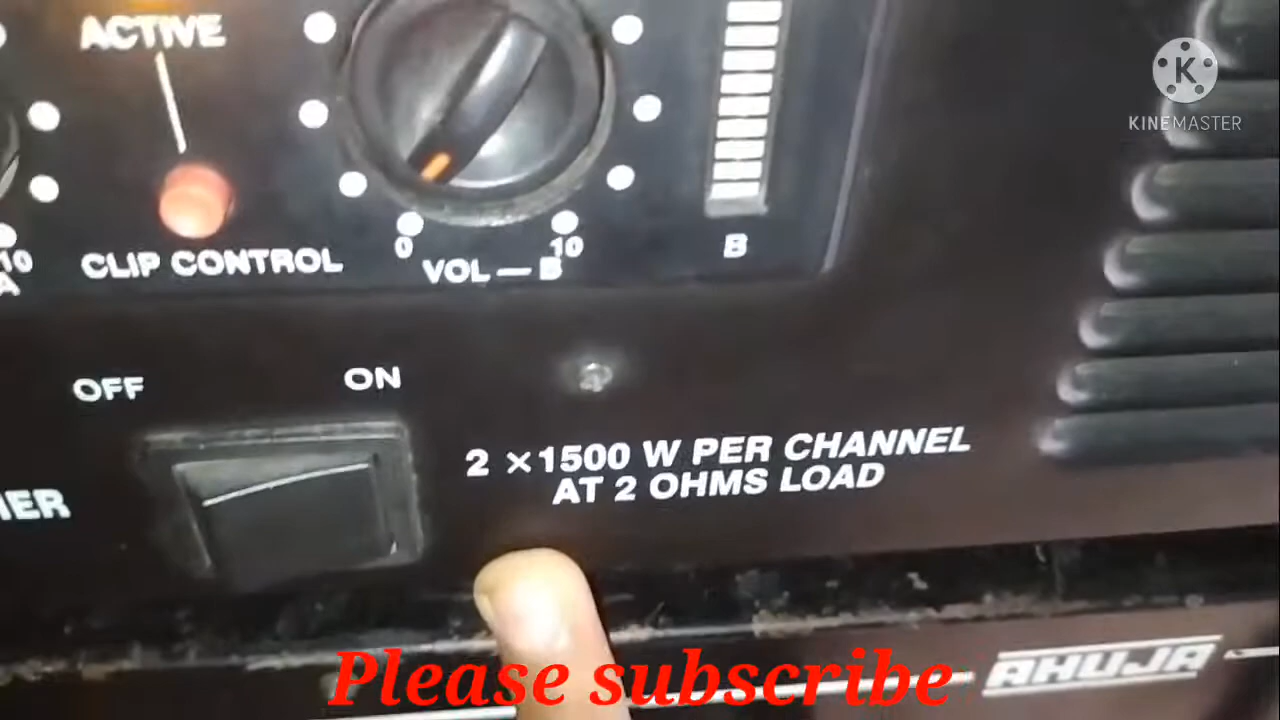 ACTIVE
KINEMASTER
10
A
CLIP CONTROL
0
10
VOL — B
B
OFF
ON
2 ×1500 W PER CHANNEL
AT 2 OHMS LOAD
Please subscribe
AHUJA